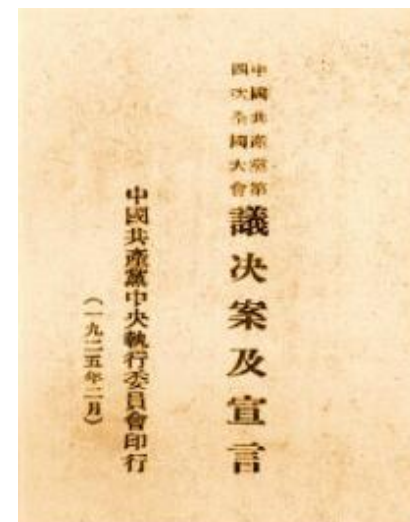 中國共產黨第
四次全國大會
議決案及宣言
中國共產黨中央執行委員會印行
（一九二五年二月）